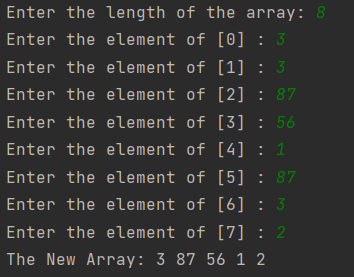 Enter the length of the array: 8
Enter the element of [0] : 3
Enter the element of [1] : 3
Enter the element of [2] : 87
Enter the element of [3] : 56
Enter the element of [4] : 1
Enter the element of [5] : 87
Enter the element of [6] : 3
Enter the element of [7] : 2
The New Array: 3 87 56 1 2